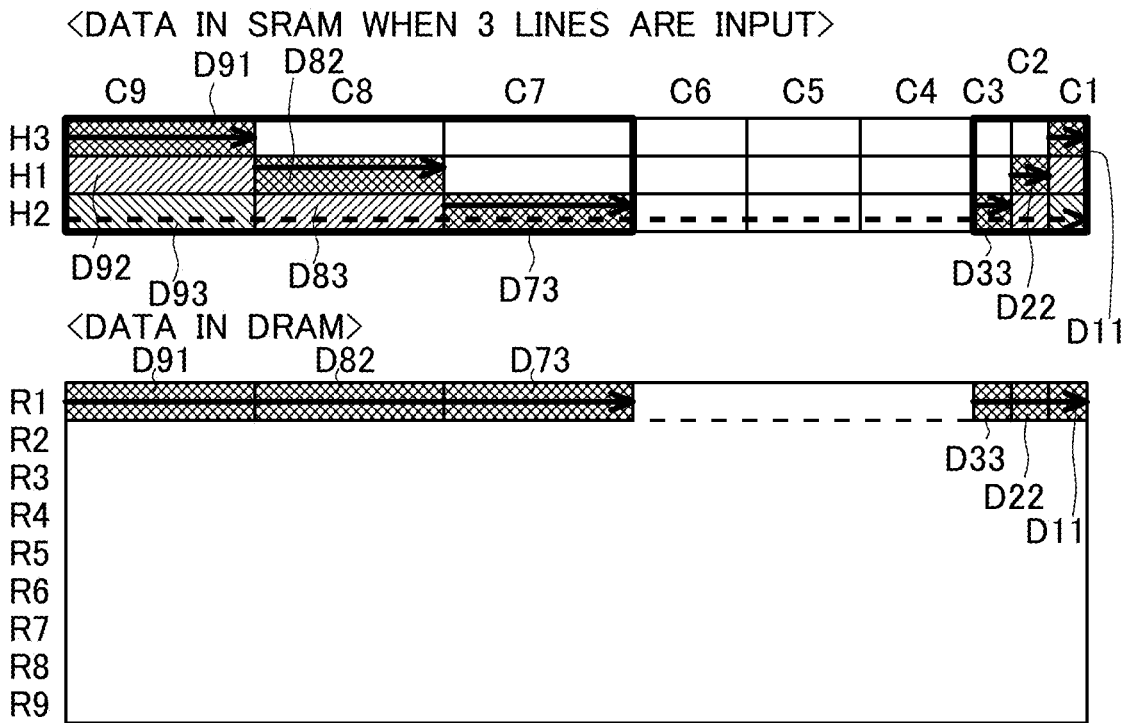 <DATA IN SRAM WHEN 3 LINES ARE INPUT>
D91 D82 C2
C9 C8 C7 C6 C5 C4 C3 C1
H3
H1
H2
D92 D83 D73 D33
D93 D22
D11
<DATA IN DRAM>
D91 D82 D73
R1
R2 D33
R3 D22
R4 D11
R5
R6
R7
R8
R9